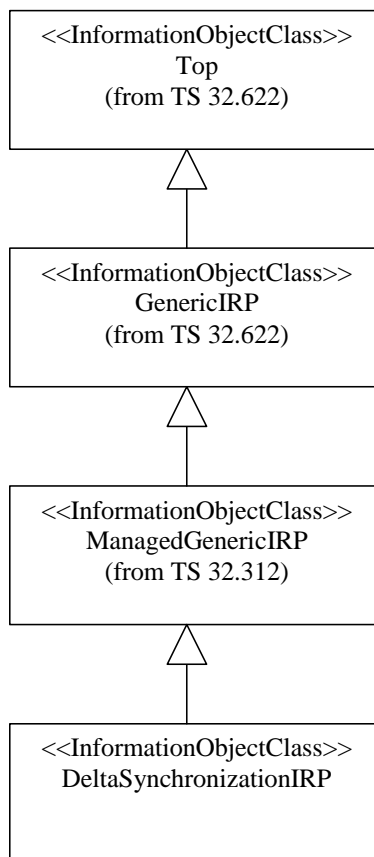 <<InformationObjectClass>>
Top
(from TS 32.622)
<<InformationObjectClass>>
GenericIRP
(from TS 32.622)
<<InformationObjectClass>>
ManagedGenericIRP
(from TS 32.312)
<<InformationObjectClass>>
DeltaSynchronizationIRP